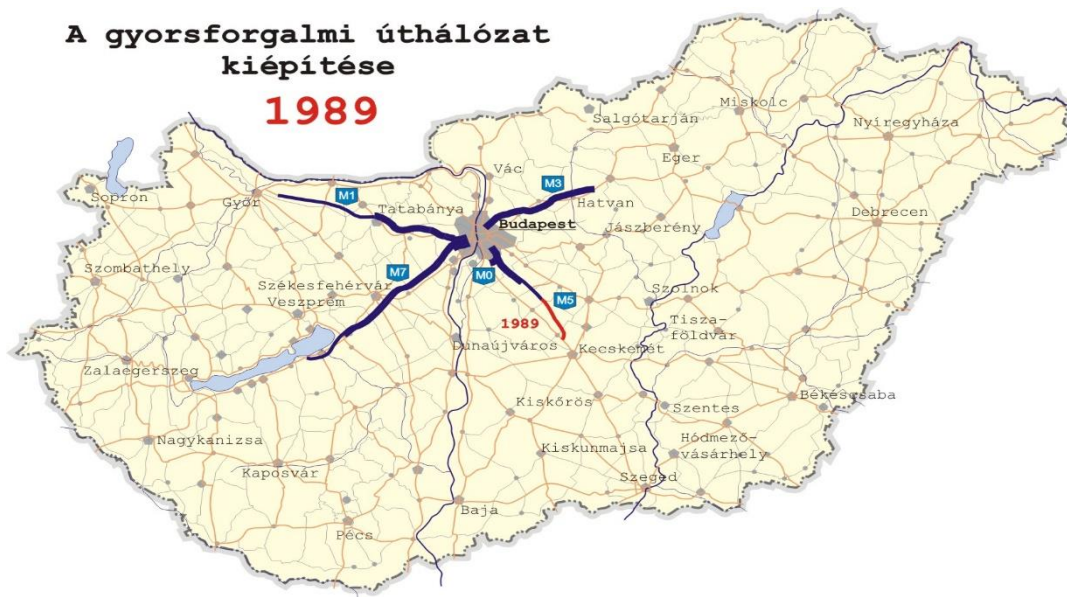 A gyorsforgalmi úthálózat
kiépítése
1989
Miskolc
Salgótarján
Nyíregyháza
Eger
Vác
M3
Sopron
Győr
M1
Tatabánya
Hatvan
Debrecen
Budapest
Jászberény
Szombathely
M7
M0
Székesfehérvár
Veszprém
M5
Szolnok
1989
Tisza-
földvár
Dunaújváros
Kecskemét
Zalaegerszeg
Békéscsaba
Kiskőrös
Szentes
Nagykanizsa
Hódmező-
vásárhely
Kiskunmajsa
Kaposvár
Szeged
Baja
Pécs